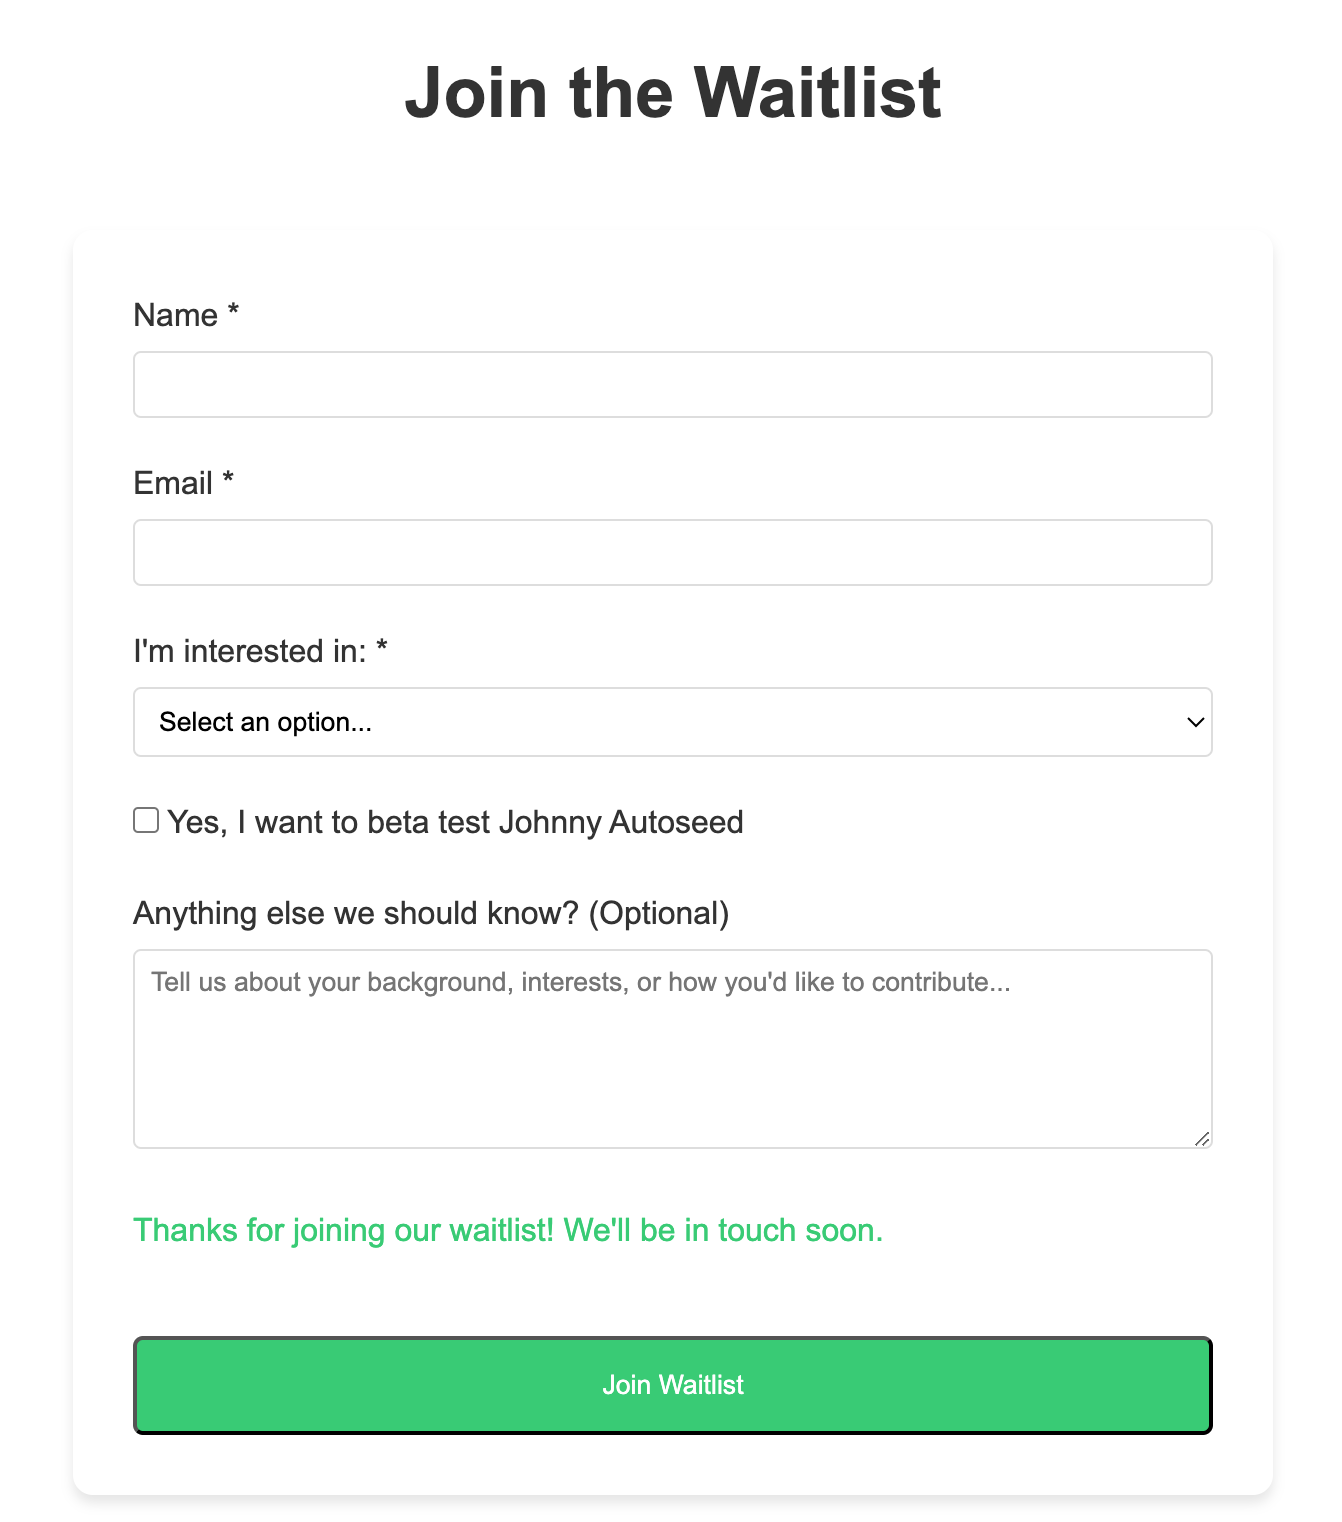 Join the Waitlist
Name *
Email *
I'm interested in: *
Select an option...
Yes, I want to beta test Johnny Autoseed
Anything else we should know? (Optional)
Tell us about your background, interests, or how you'd like to contribute...
Thanks for joining our waitlist! We'll be in touch soon.
Join Waitlist